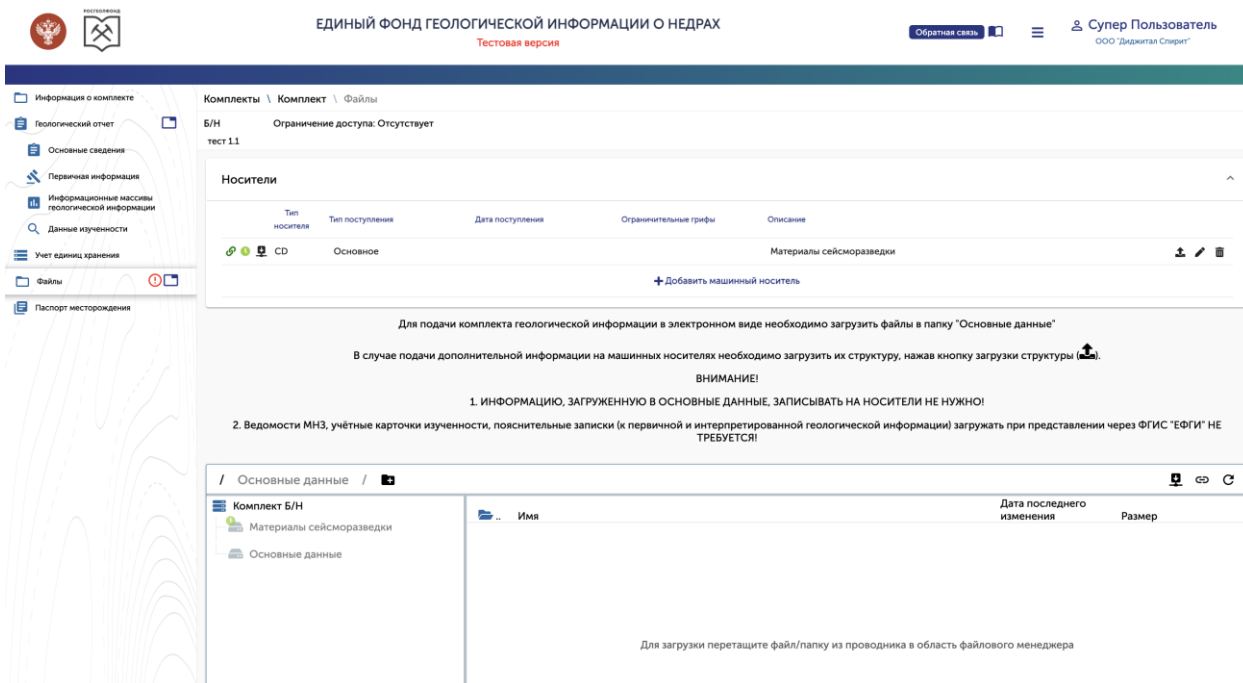 РОСГЕОЛФОНД
ЕДИНЫЙ ФОНД ГЕОЛОГИЧЕСКОЙ ИНФОРМАЦИИ О НЕДРАХ
Тестовая версия
Обратная связь
Супер Пользователь
ООО "Диджитал Спирит"
Информация о комплекте
Геологический отчет
Основные сведения
Первичная информация
Информационные массивы
геологической информации
Данные изученности
Учет единиц хранения
Файлы
Паспорт месторождения
Комплекты \ Комплект \ Файлы
Б/Н Ограничение доступа: Отсутствует
тест 1.1
Носители
Тип
носителя
Тип поступления Дата поступления Ограничительные грифы Описание
CD Основное Материалы сейсморазведки
+ Добавить машинный носитель
Для подачи комплекта геологической информации в электронном виде необходимо загрузить файлы в папку "Основные данные"
В случае подачи дополнительной информации на машинных носителях необходимо загрузить их структуру, нажав кнопку загрузки структуры ( ).
ВНИМАНИЕ!
1. ИНФОРМАЦИЮ, ЗАГРУЖЕННУЮ В ОСНОВНЫЕ ДАННЫЕ, ЗАПИСЫВАТЬ НА НОСИТЕЛИ НЕ НУЖНО!
2. Ведомости МНЗ, учётные карточки изученности, пояснительные записки (к первичной и интерпретированной геологической информации) загружать при представлении через ФГИС "ЕФГИ" НЕ
ТРЕБУЕТСЯ!
/ Основные данные /
Комплект Б/Н
Материалы сейсморазведки
Основные данные
.. Имя
Дата последнего
изменения
Размер
Для загрузки перетащите файл/папку из проводника в область файлового менеджера